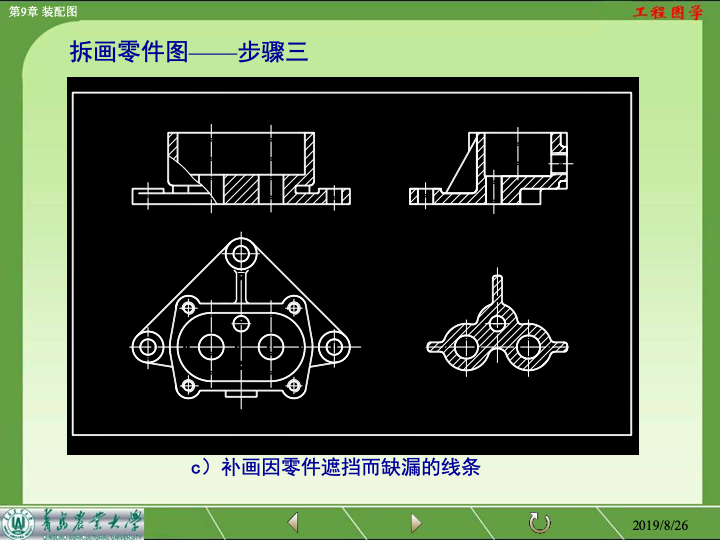 第9章 装配图
工程图学
拆画零件图——步骤三
c）补画因零件遮挡而缺漏的线条
青岛农业大学
2019/8/26